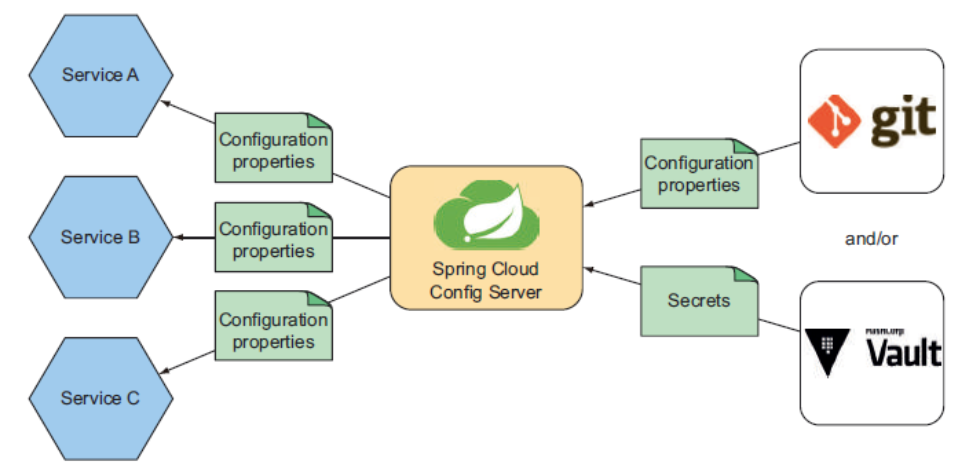 Service A
Configuration
properties
Service B
Configuration
properties
Configuration
properties
Service C
Spring Cloud
Config Server
Configuration
properties
Secrets
git
and/or
HashiCorp
Vault